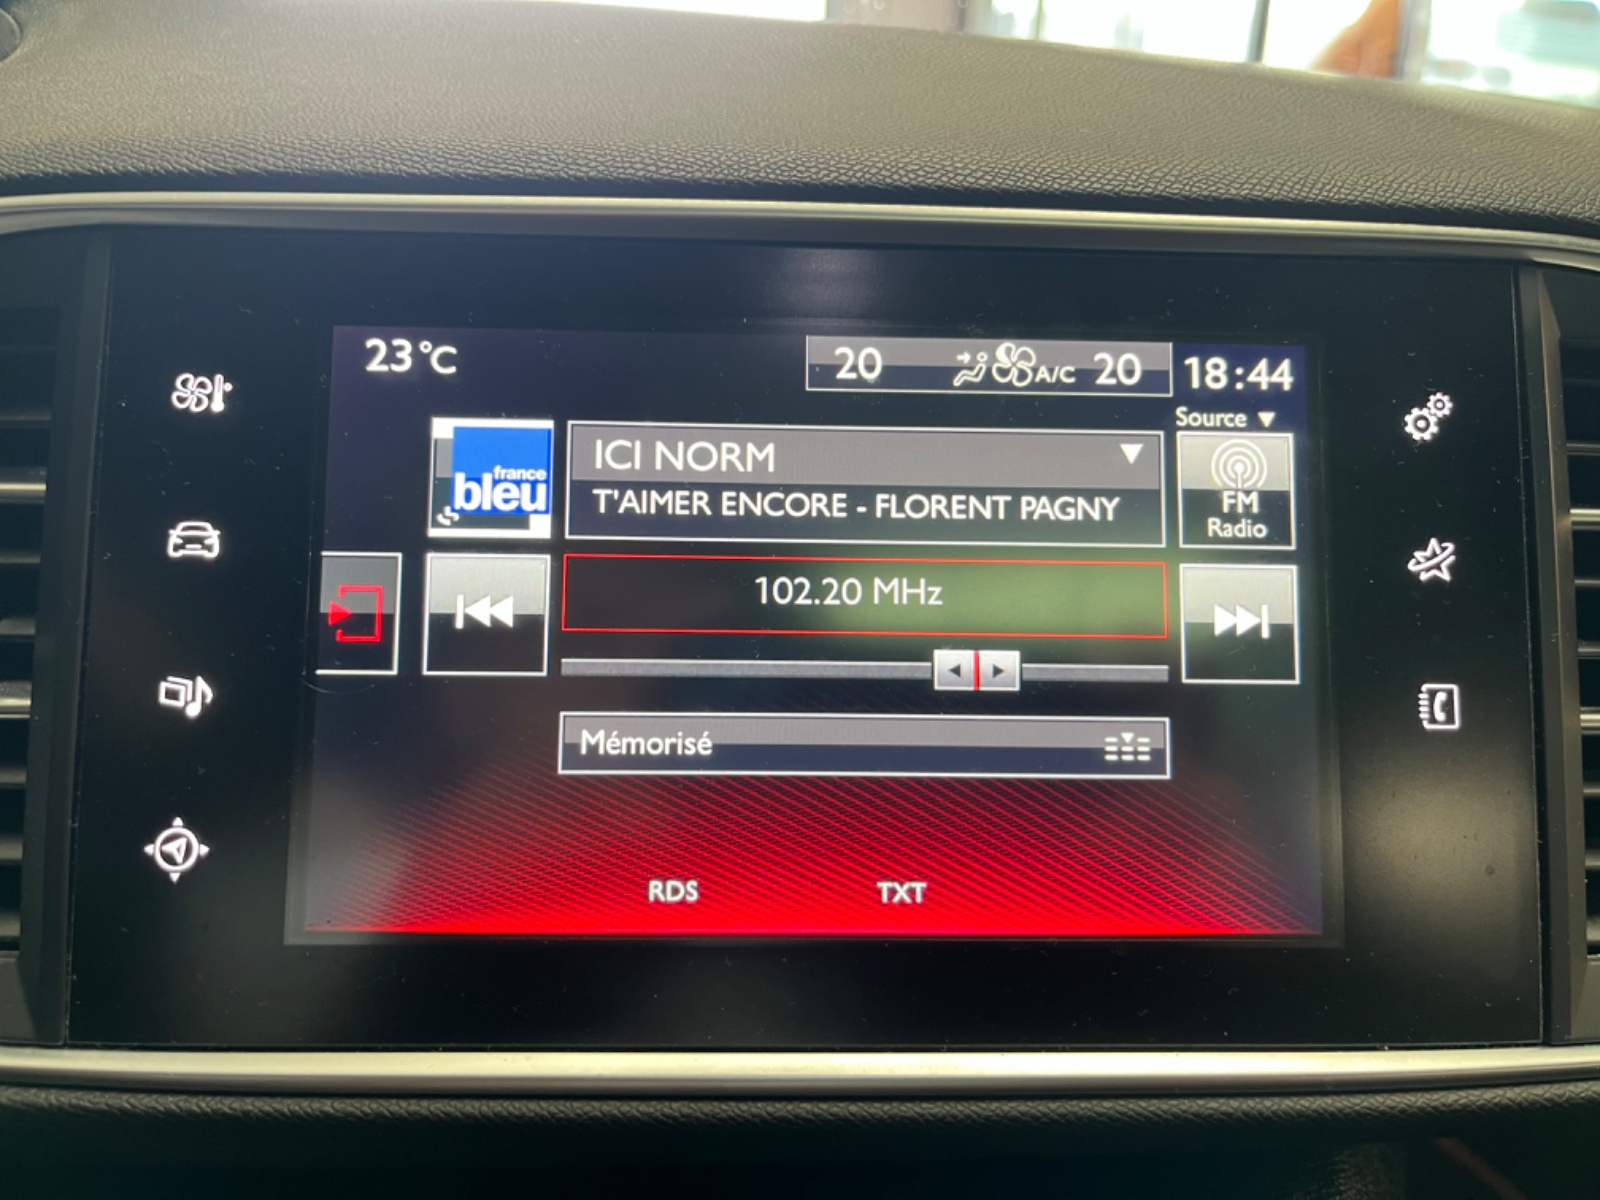 23°C
20 A/C 20
18:44
Source
france
bleu
ICI NORM
T'AIMER ENCORE - FLORENT PAGNY
FM
Radio
102.20 MHz
Mémorisé
RDS TXT